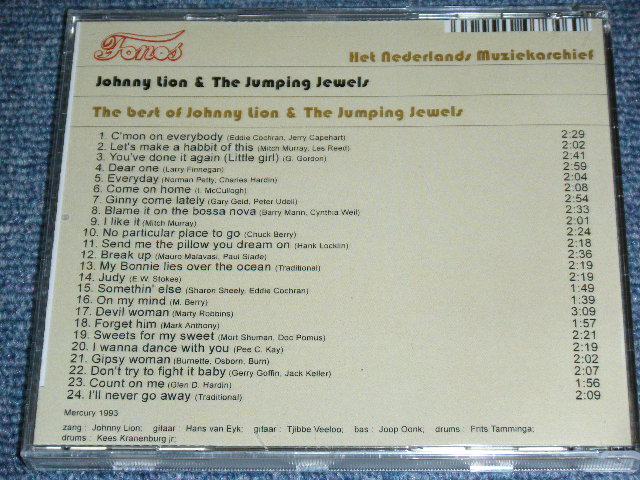 Fonos
Het Nederlands Muziekarchief
Johnny Lion & The Jumping Jewels
The best of Johnny Lion & The Jumping Jewels
1. C'mon on everybody (Eddie Cochran, Jerry Capehart) 2:29
2. Let's make a habbit of this (Mitch Murray, Les Reed) 2:02
3. You've done it again (Little girl) (G. Gordon) 2:41
4. Dear one (Larry Finnegan) 2:59
5. Everyday (Norman Petty, Charles Hardin) 2:04
6. Come on home (I. McCullogh) 2:08
7. Ginny come lately (Gary Geld, Peter Udell) 2:54
8. Blame it on the bossa nova (Barry Mann, Cynthia Weil) 2:33
9. I like it (Mitch Murray) 2:01
10. No particular place to go (Chuck Berry) 2:24
11. Send me the pillow you dream on (Hank Locklin) 2:18
12. Break up (Mauro Malavasi, Paul Slade) 2:36
13. My Bonnie lies over the ocean (Traditional) 2:19
14. Judy (E.W. Stokes) 2:19
15. Somethin' else (Sharon Sheely, Eddie Cochran) 1:49
16. On my mind (M. Berry) 1:39
17. Devil woman (Marty Robbins) 3:09
18. Forget him (Mark Anthony) 1:57
19. Sweets for my sweet (Mort Shuman, Doc Pomus) 2:21
20. I wanna dance with you (Pee C. Kay) 2:19
21. Gipsy woman (Burnette, Osborn, Burn) 2:02
22. Don't try to fight it baby (Gerry Goffin, Jack Keller) 2:07
23. Count on me (Glen D. Hardin) 1:56
24. I'll never go away (Traditional) 2:09
Mercury 1993
zang : Johnny Lion; gitaar : Hans van Eyk; gitaar : Tjibbe Veeloo; bas : Joop Oonk; drums : Frits Tamminga;
drums : Kees Kranenburg jr;